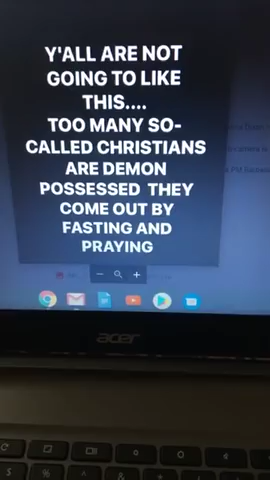 Y'ALL ARE NOT
GOING TO LIKE
THIS....
TOO MANY SO-
CALLED CHRISTIANS
ARE DEMON
POSSESSED THEY
COME OUT BY
FASTING AND
PRAYING
acer